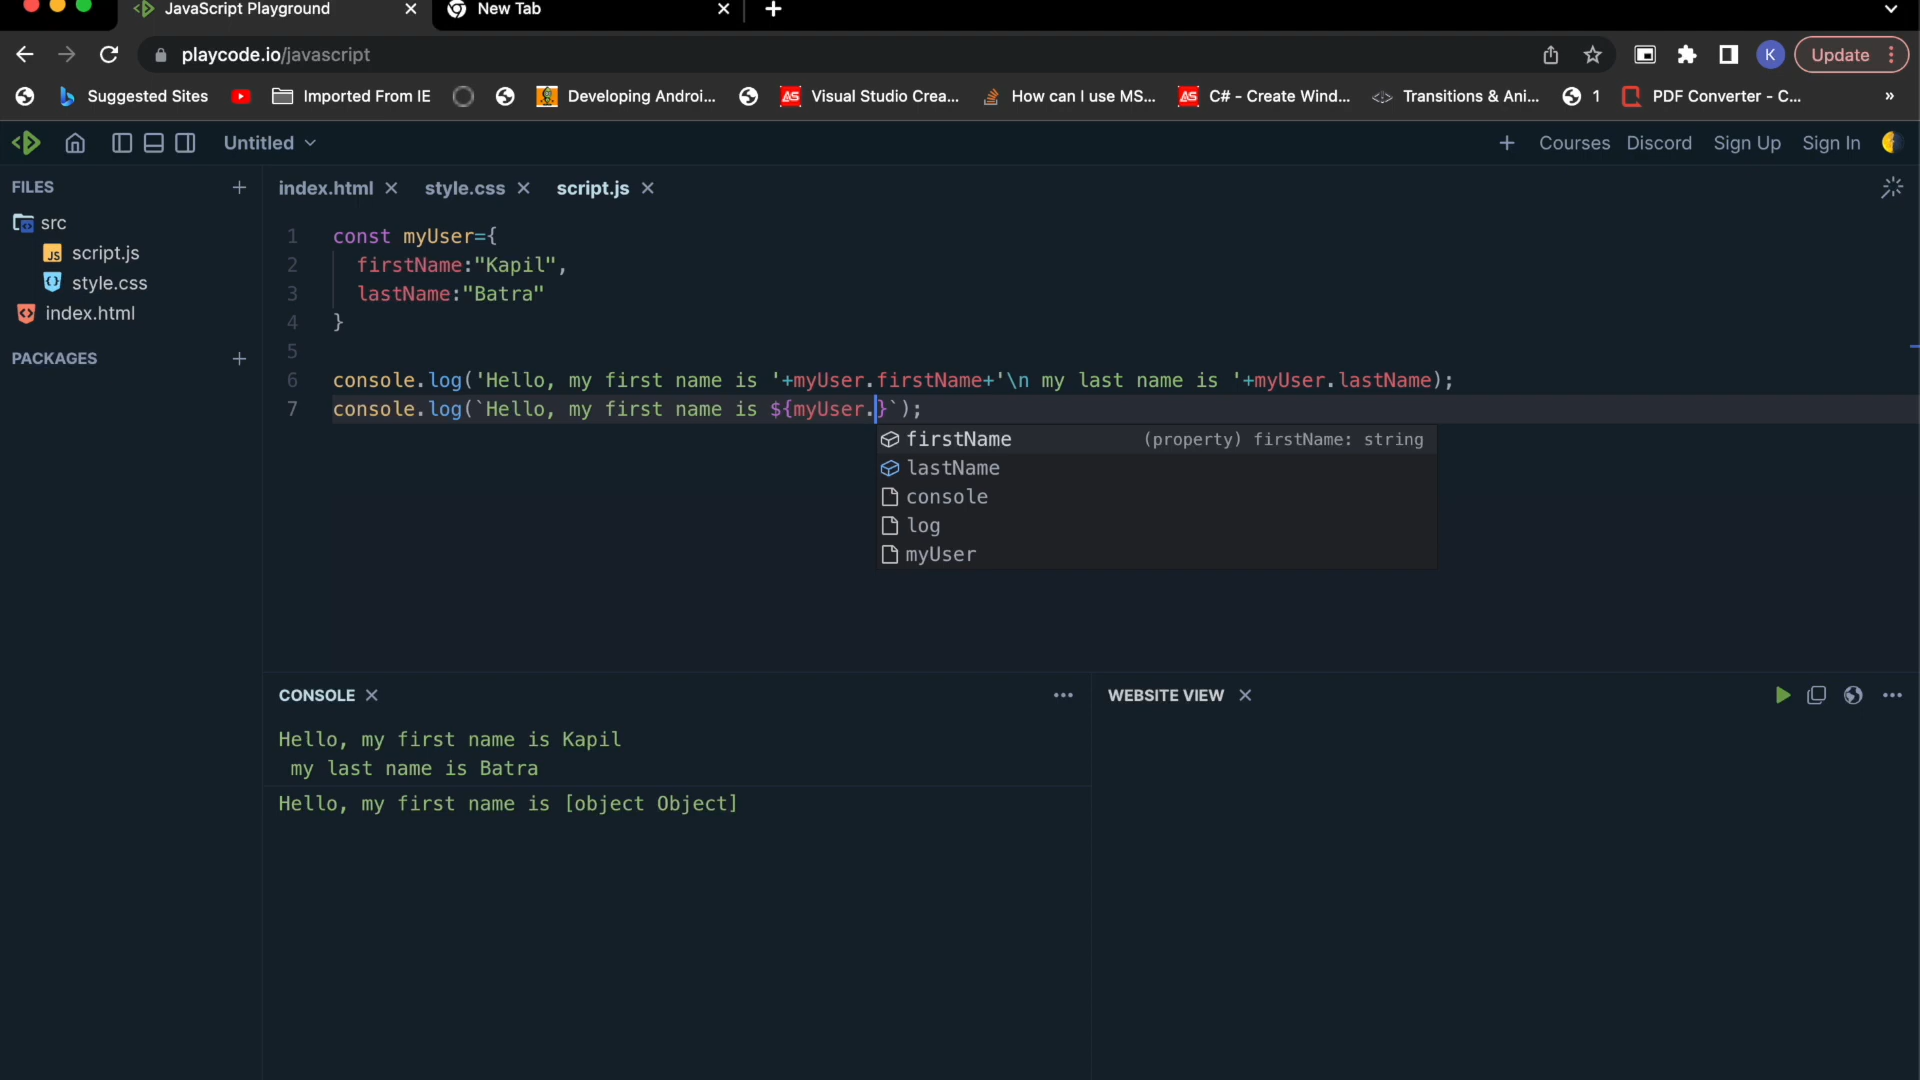 JavaScript Playground
New Tab
playcode.io/javascript
K
Update
Suggested Sites
Imported From IE
Developing Androi...
AS
Visual Studio Crea...
How can I use MS...
AS
C# - Create Wind...
Transitions & Ani...
1
PDF Converter - C...
»
Untitled
Courses
Discord
Sign Up
Sign In
FILES
src
JS script.js
style.css
index.html
PACKAGES
index.html
style.css
script.js
1 const myUser={
2 firstName:"Kapil",
3 lastName:"Batra"
4 }
5
6 console.log('Hello, my first name is '+myUser.firstName+'\n my last name is '+myUser.lastName);
7 console.log(`Hello, my first name is ${myUser.}`);
firstName (property) firstName: string
lastName
console
log
myUser
CONSOLE
Hello, my first name is Kapil
my last name is Batra
Hello, my first name is [object Object]
WEBSITE VIEW